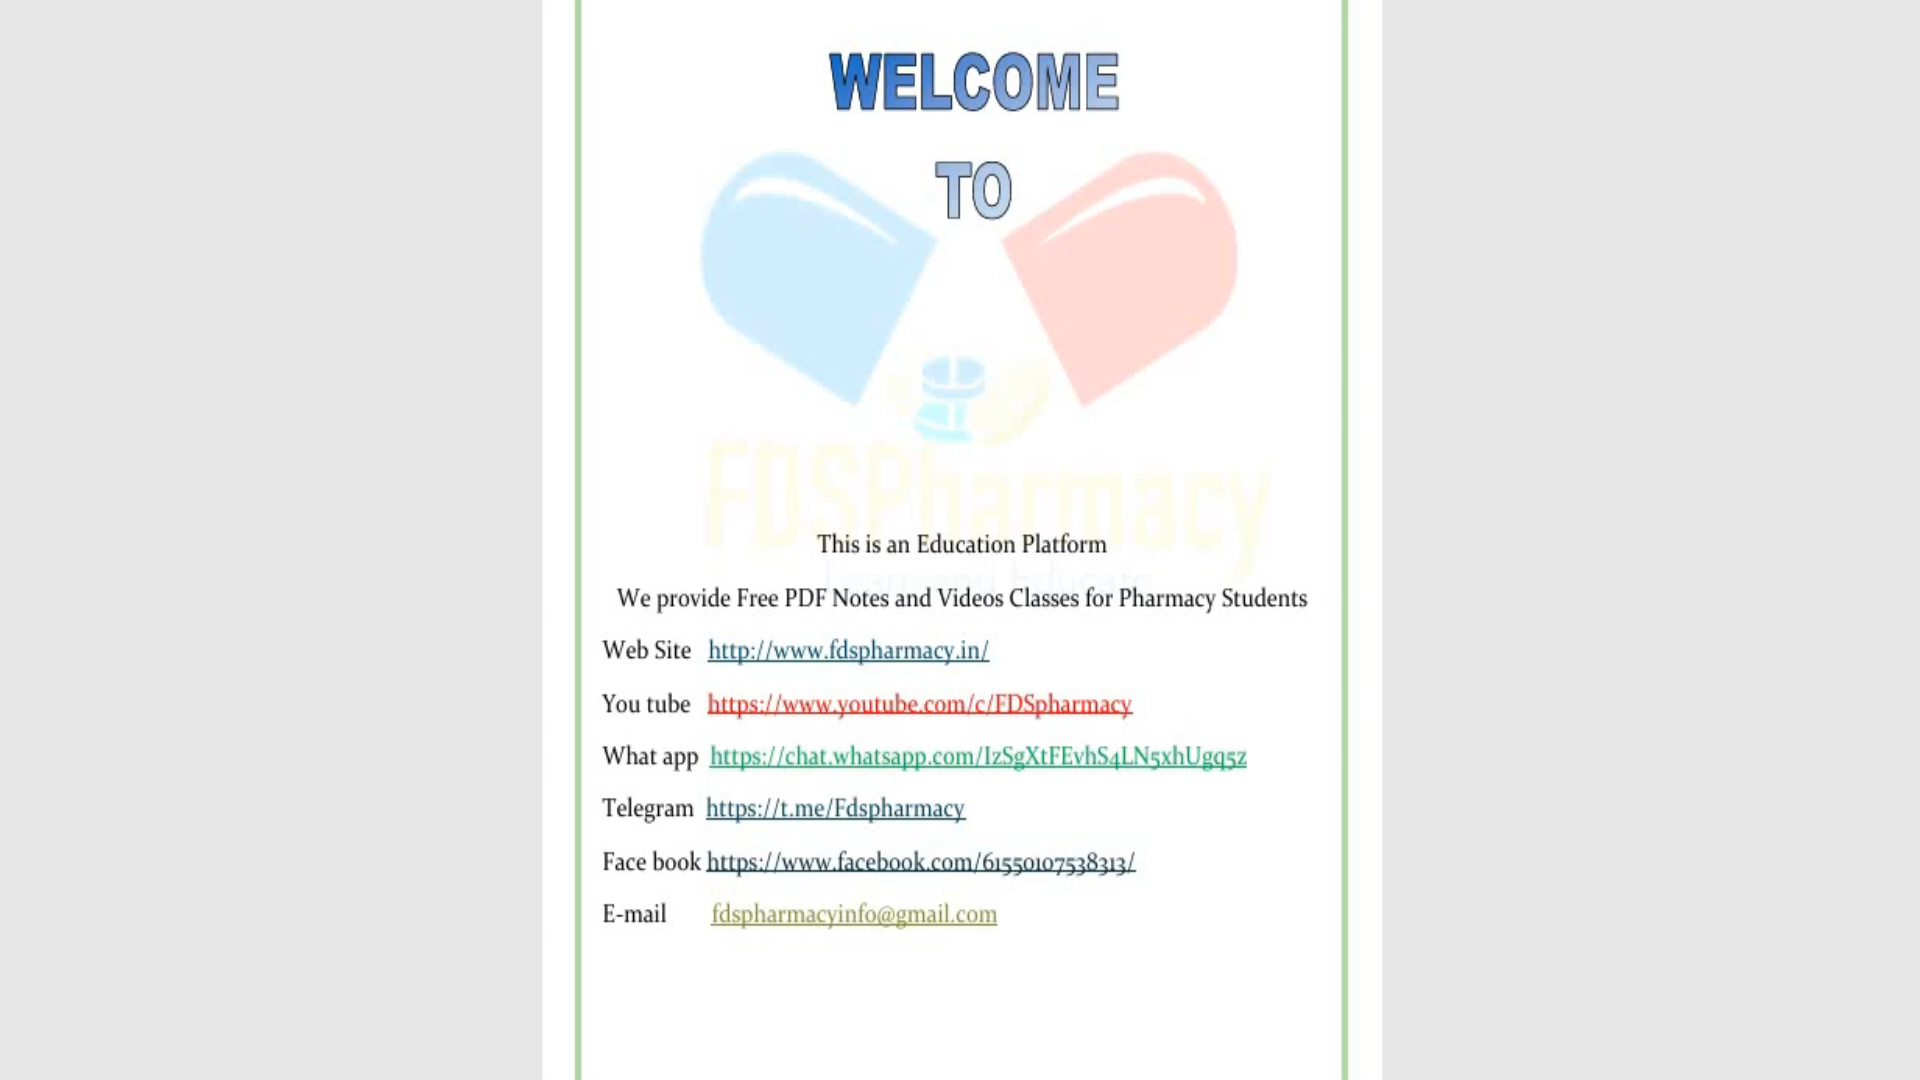 WELCOME
TO
FDSPharmacy
This is an Education Platform
We provide Free PDF Notes and Videos Classes for Pharmacy Students
Web Site http://www.fdspharmacy.in/
You tube https://www.youtube.com/c/FDSpharmacy
What app https://chat.whatsapp.com/IzSgXtFEvhS4LN5xhUgq5z
Telegram https://t.me/Fdspharmacy
Face book https://www.facebook.com/61550107538313/
E-mail fdspharmacyinfo@gmail.com